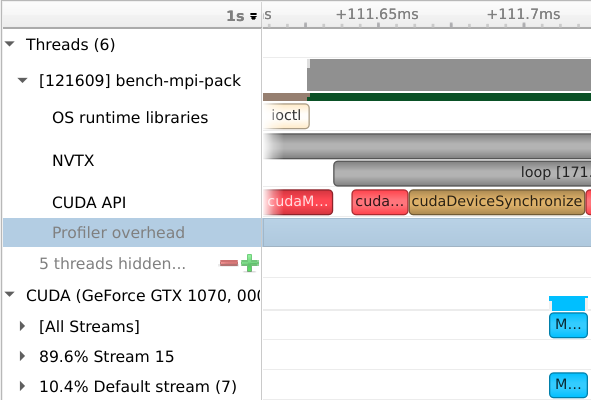 1s s +111.65ms +111.7ms
Threads (6)
[121609] bench-mpi-pack
OS runtime libraries ioctl
NVTX
loop [171.
CUDA API cudaM... cuda... cudaDeviceSynchronize
Profiler overhead
5 threads hidden...
CUDA (GeForce GTX 1070, 000
[All Streams] M...
89.6% Stream 15
10.4% Default stream (7) M...